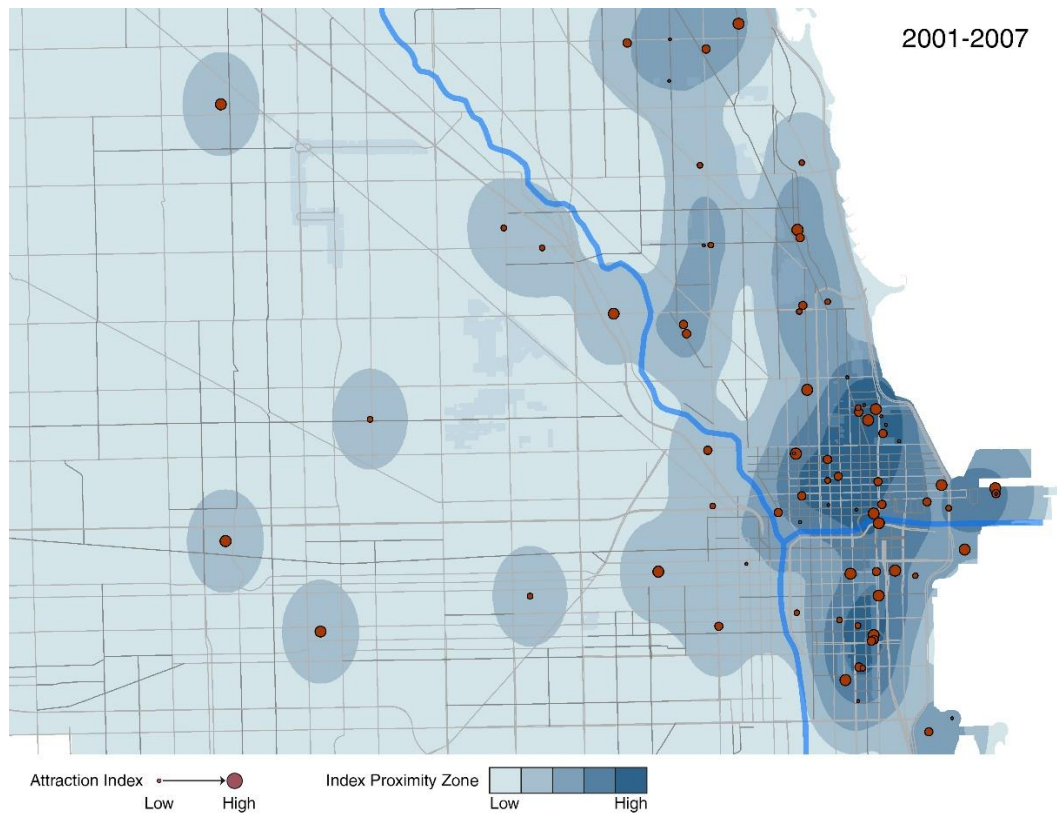 2001-2007
Attraction Index
Low
High
Index Proximity Zone
Low
High